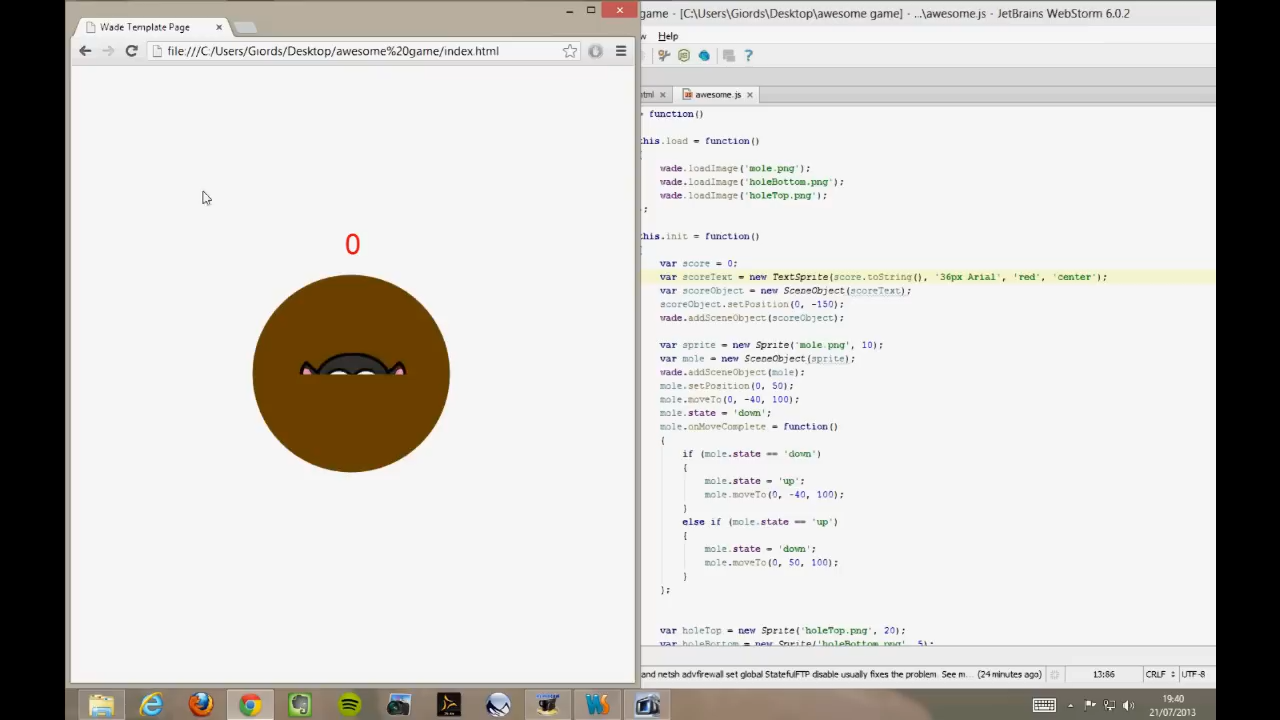 Wade Template Page
file:///C:/Users/Giords/Desktop/awesome%20game/index.html
0
game - [C:\Users\Giords\Desktop\awesome game] - ...\awesome.js - JetBrains WebStorm 6.0.2
Help
awesome.js
function()
this.load = function()
wade.loadImage('mole.png');
wade.loadImage('holeBottom.png');
wade.loadImage('holeTop.png');
;
this.init = function()
var score = 0;
var scoreText = new TextSprite(score.toString(), '36px Arial', 'red', 'center');
var scoreObject = new SceneObject(scoreText);
scoreObject.setPosition(0, -150);
wade.addSceneObject(scoreObject);
var sprite = new Sprite('mole.png', 10);
var mole = new SceneObject(sprite);
wade.addSceneObject(mole);
mole.setPosition(0, 50);
mole.moveTo(0, -40, 100);
mole.state = 'down';
mole.onMoveComplete = function()
{
if (mole.state == 'down')
{
mole.state = 'up';
mole.moveTo(0, -40, 100);
}
else if (mole.state == 'up')
{
mole.state = 'down';
mole.moveTo(0, 50, 100);
}
};
var holeTop = new Sprite('holeTop.png', 20);
var holeBottom = new Sprite('holeBottom.png', 5);
and netsh advfirewall set global StatefulFTP disable usually fixes the problem. See m... (24 minutes ago)
13:86
CRLF
UTF-8
19:40
21/07/2013